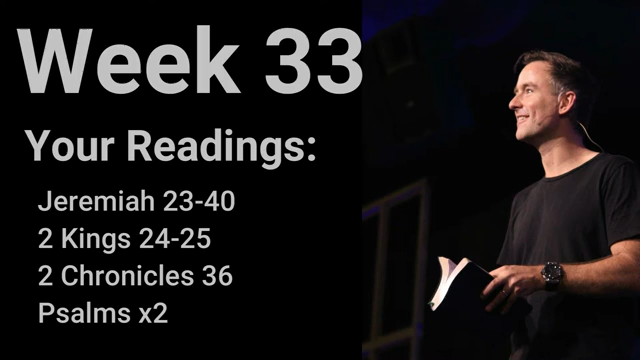 Week 33
Your Readings:
Jeremiah 23-40
2 Kings 24-25
2 Chronicles 36
Psalms x2